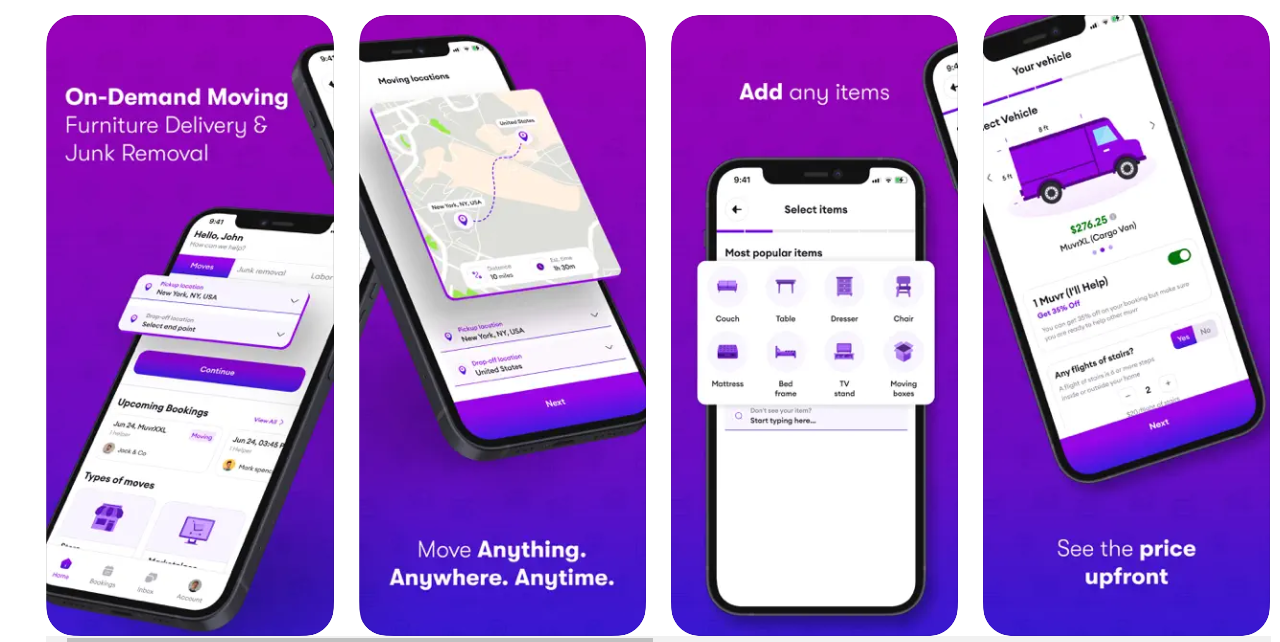 On-Demand Moving
Furniture Delivery &
Junk Removal
9:4
9:41
Hello, John
How can we help?
Moves
Junk removal
Labor
Pickup location
New York, NY, USA
Drop-off location
Select end point
Continue
Upcoming Bookings
View All
Jun 24, MuvrXXL
Moving
1 Helper
Jack & Co
Jun 24, 03:45 P
1 Helper
Mark spenc
Types of moves
Home
Bookings
Inbox
Account
Moving locations
United States
New York, NY, USA
Distance
10 miles
Est. time
1h 30m
Pickup location
New York, NY, USA
Drop-off location
United States
Next
Move Anything.
Anywhere. Anytime.
Add any items
9:41
Select items
Most popular items
Couch
Table
Dresser
Chair
Mattress
Bed
frame
TV
stand
Moving
boxes
Don't see your item?
Start typing here...
9:4
Your vehicle
ect Vehicle
8 ft
5 ft
$276.25
MuvrXL (Cargo Van)
1 Muvr (I'll Help)
Get 35% Off
You can get 35% off on your booking but make sure
you are ready to help other muvr
Any flights of stairs?
A flight of stairs is 6 or more steps
inside or outside your home
Yes
No
- 2 +
$20 /flight of stairs
Next
See the price
upfront